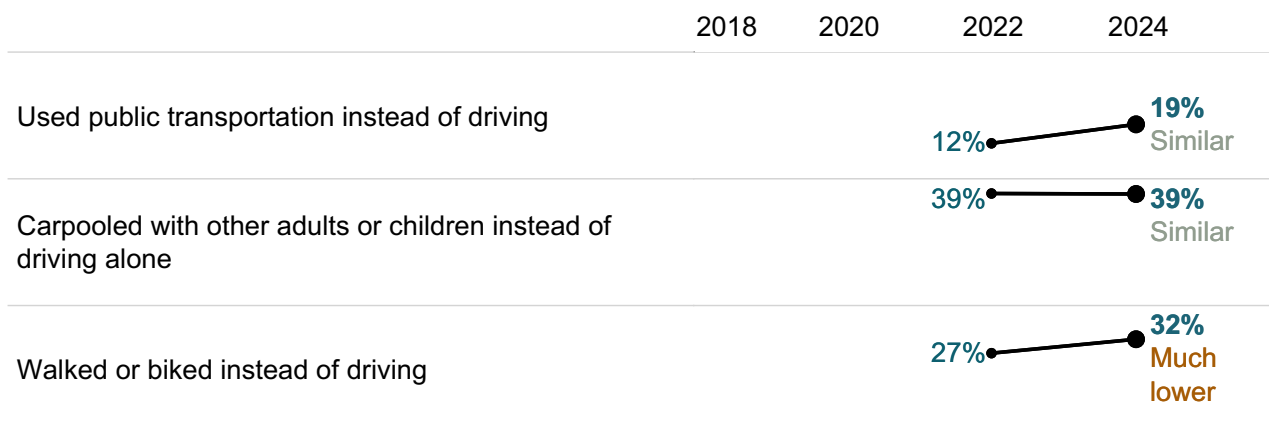 2018 2020 2022 2024
Used public transportation instead of driving
12%
19%
Similar
Carpooled with other adults or children instead of
driving alone
39%
39%
Similar
Walked or biked instead of driving
27%
32%
Much
lower